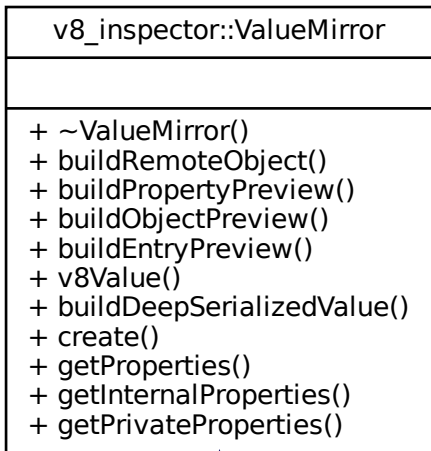 v8_inspector::ValueMirror
+ ~ValueMirror()
+ buildRemoteObject()
+ buildPropertyPreview()
+ buildObjectPreview()
+ buildEntryPreview()
+ v8Value()
+ buildDeepSerializedValue()
+ create()
+ getProperties()
+ getInternalProperties()
+ getPrivateProperties()